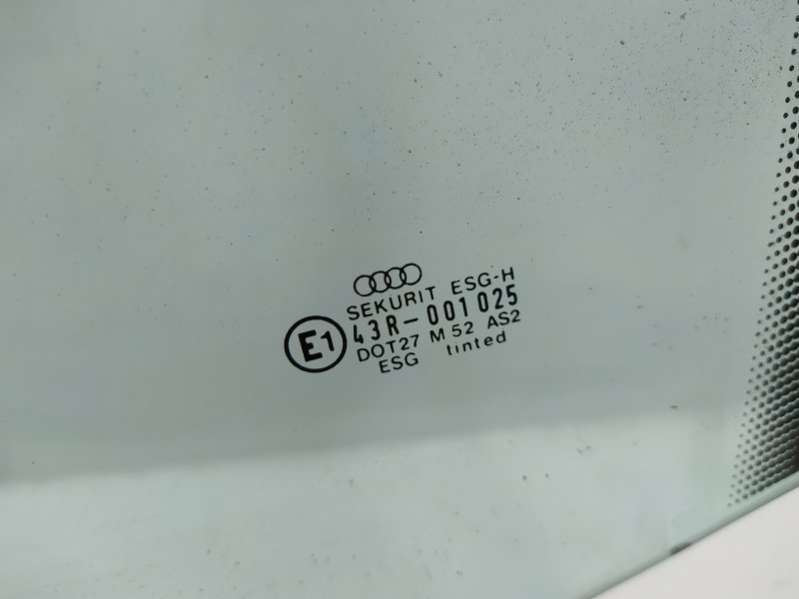 SEKURIT ESG-H
E1 43R-001025
DOT27 M52 AS2
ESG tinted